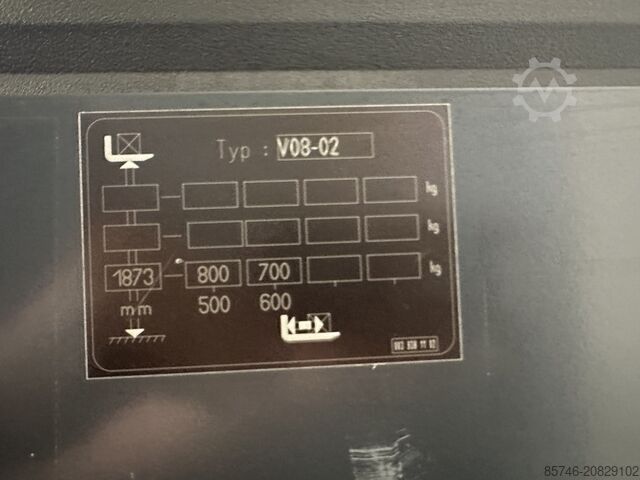 Typ : V08-02
kg
kg
1873 800 700 kg
mm 500 600
85746-20829102